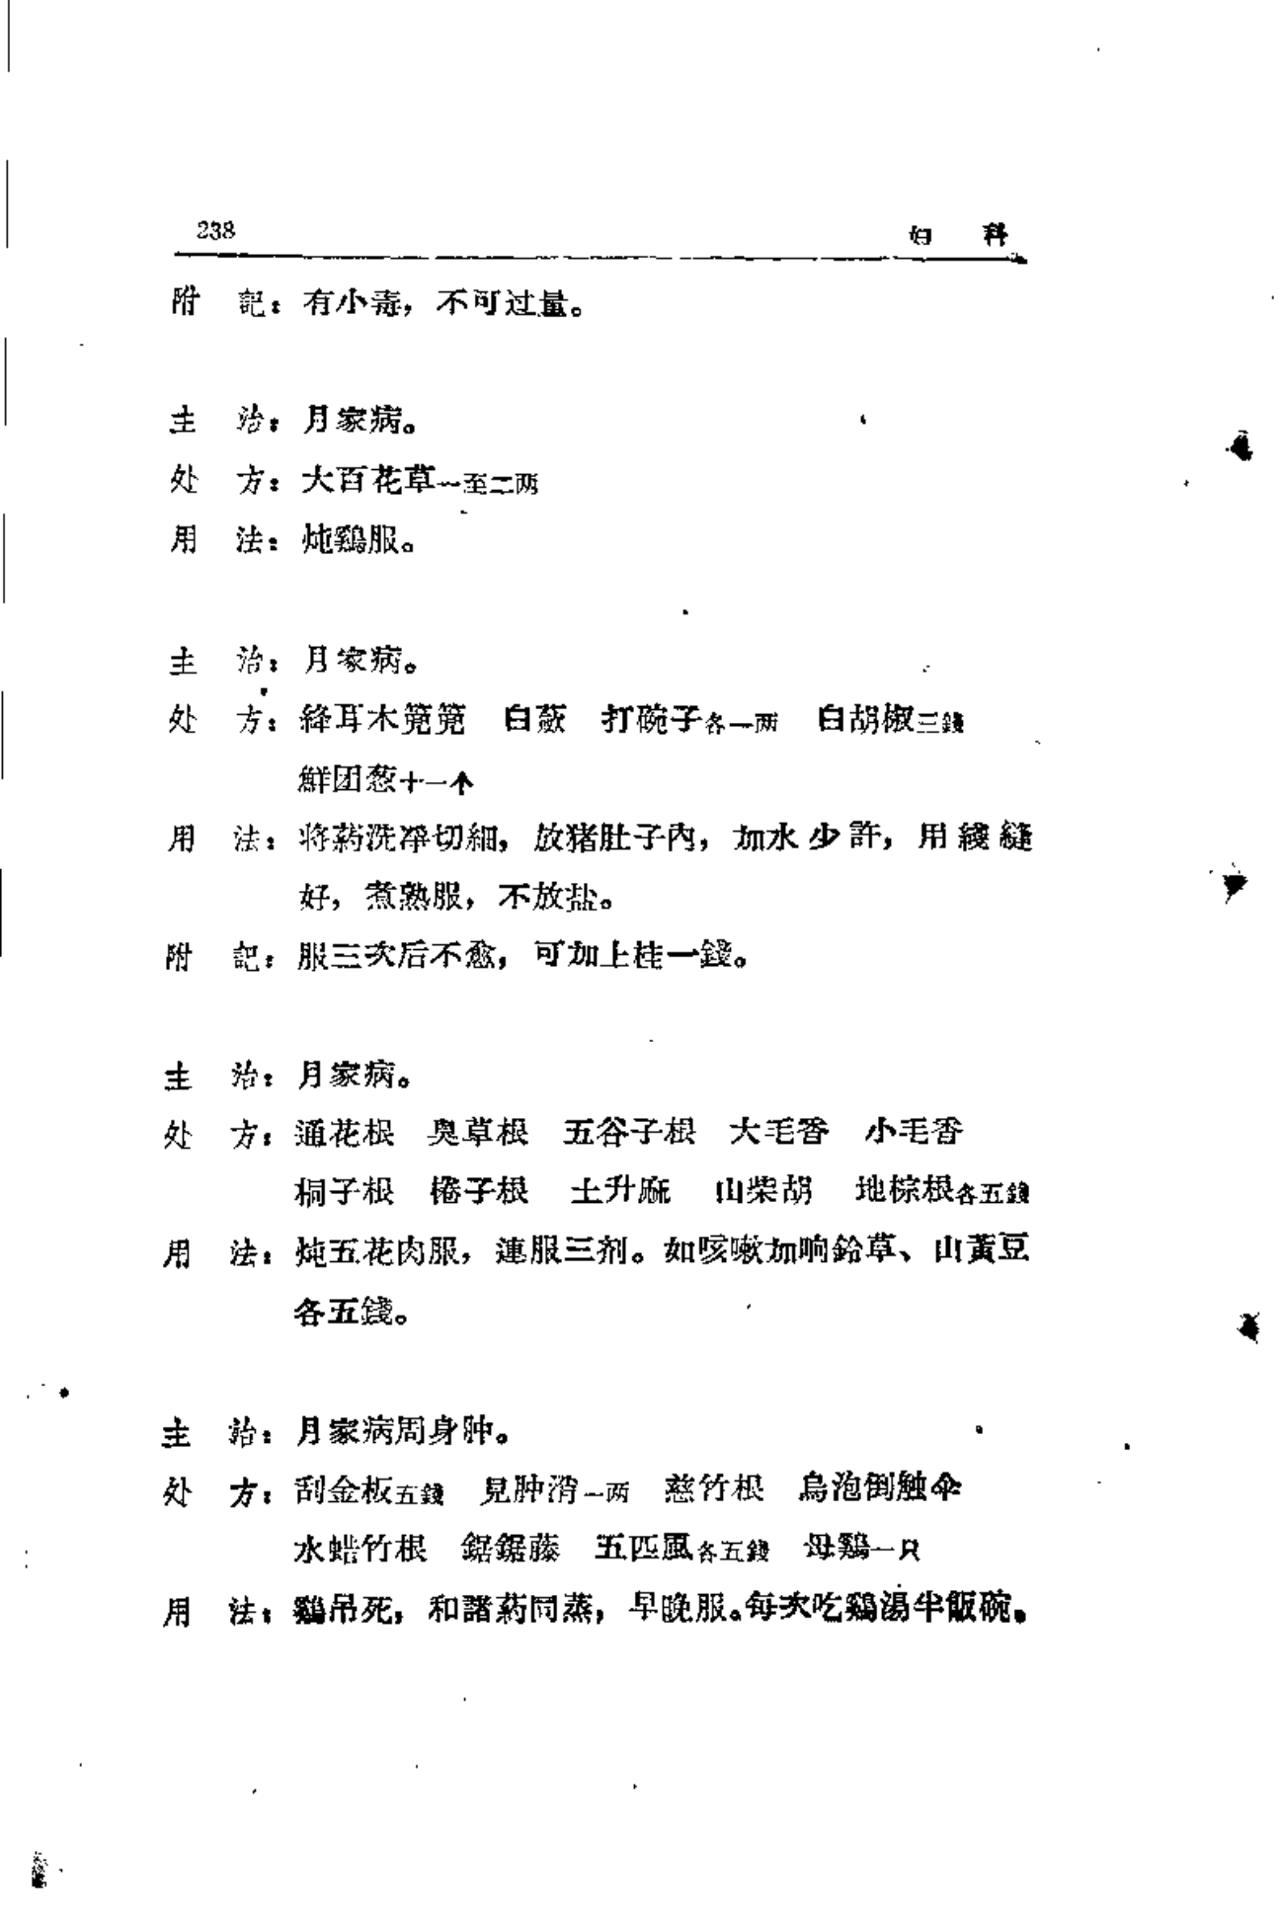 238
妇 科
附 記：有小毒，不可过量。
主 治：月家病。
处 方：大百花草一至二两
用 法：炖鷄服。
主 治：月家病。
处 方：絳耳木蔸蔸 白蔹 打碗子各一两 白胡椒三錢
鮮团葱十一个
用 法：将葯洗净切細，放猪肚子內，加水少許，用綫縫
好，煮熟服，不放盐。
附 記：服三次后不愈，可加上桂一錢。
主 治：月家病。
处 方：通花根 臭草根 五谷子根 大毛香 小毛香
桐子根 棬子根 土升麻 山柴胡 地棕根各五錢
用 法：炖五花肉服，連服三剂。如咳嗽加响鈴草、山黃豆
各五錢。
主 治：月家病周身肿。
处 方：刮金板五錢 見肿消一两 慈竹根 烏泡倒触伞
水蜡竹根 鋸鋸藤 五匹風各五錢 母鷄一只
用 法：鷄吊死，和諸葯同蒸，早晚服。每次吃鷄湯半飯碗。